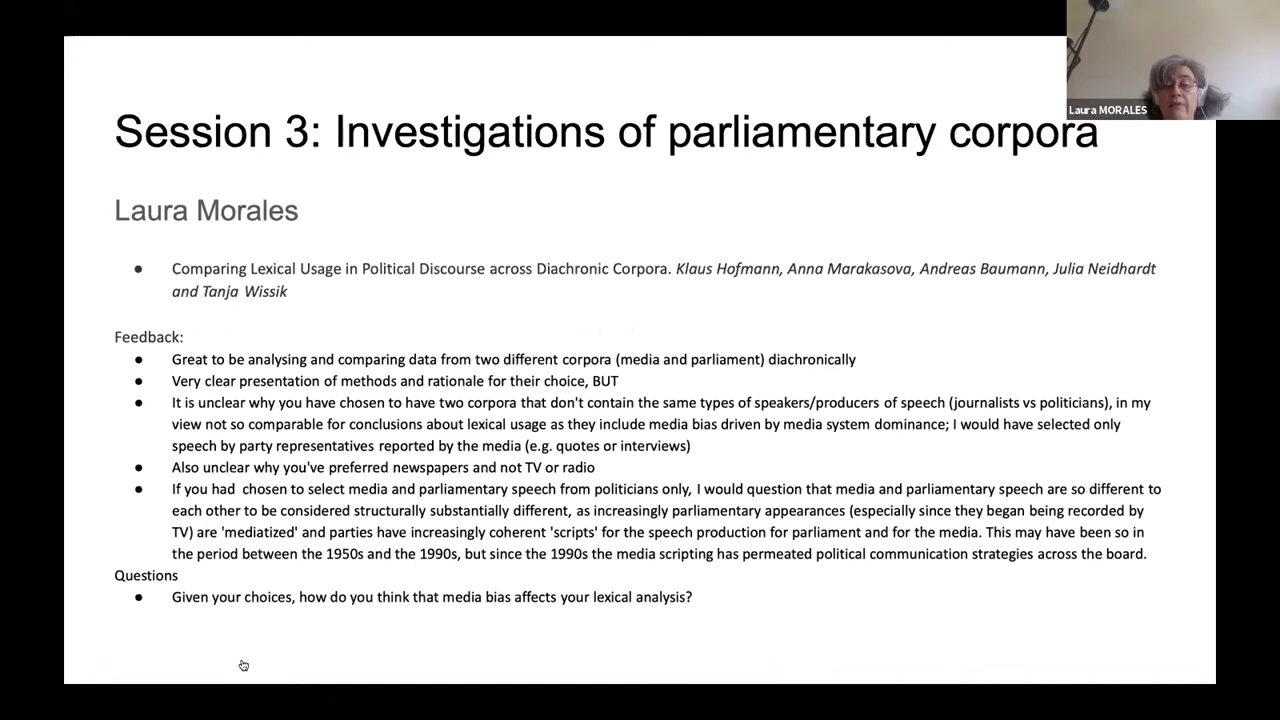 Session 3: Investigations of parliamentary corpora
Laura MORALES
Laura Morales
● Comparing Lexical Usage in Political Discourse across Diachronic Corpora. Klaus Hofmann, Anna Marakasova, Andreas Baumann, Julia Neidhardt
and Tanja Wissik
Feedback:
● Great to be analysing and comparing data from two different corpora (media and parliament) diachronically
● Very clear presentation of methods and rationale for their choice, BUT
● It is unclear why you have chosen to have two corpora that don't contain the same types of speakers/producers of speech (journalists vs politicians), in my
view not so comparable for conclusions about lexical usage as they include media bias driven by media system dominance; I would have selected only
speech by party representatives reported by the media (e.g. quotes or interviews)
● Also unclear why you've preferred newspapers and not TV or radio
● If you had chosen to select media and parliamentary speech from politicians only, I would question that media and parliamentary speech are so different to
each other to be considered structurally substantially different, as increasingly parliamentary appearances (especially since they began being recorded by
TV) are 'mediatized' and parties have increasingly coherent 'scripts' for the speech production for parliament and for the media. This may have been so in
the period between the 1950s and the 1990s, but since the 1990s the media scripting has permeated political communication strategies across the board.
Questions
● Given your choices, how do you think that media bias affects your lexical analysis?